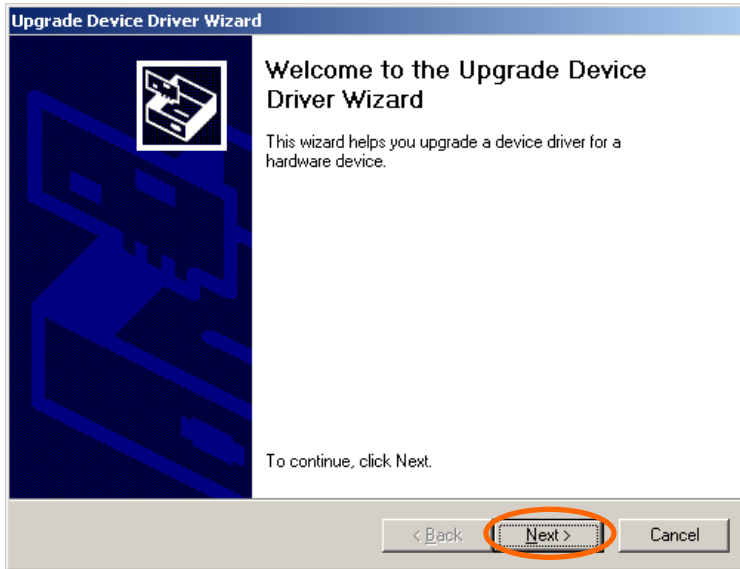 Upgrade Device Driver Wizard
Welcome to the Upgrade Device
Driver Wizard
This wizard helps you upgrade a device driver for a
hardware device.
To continue, click Next.
< Back
Next >
Cancel